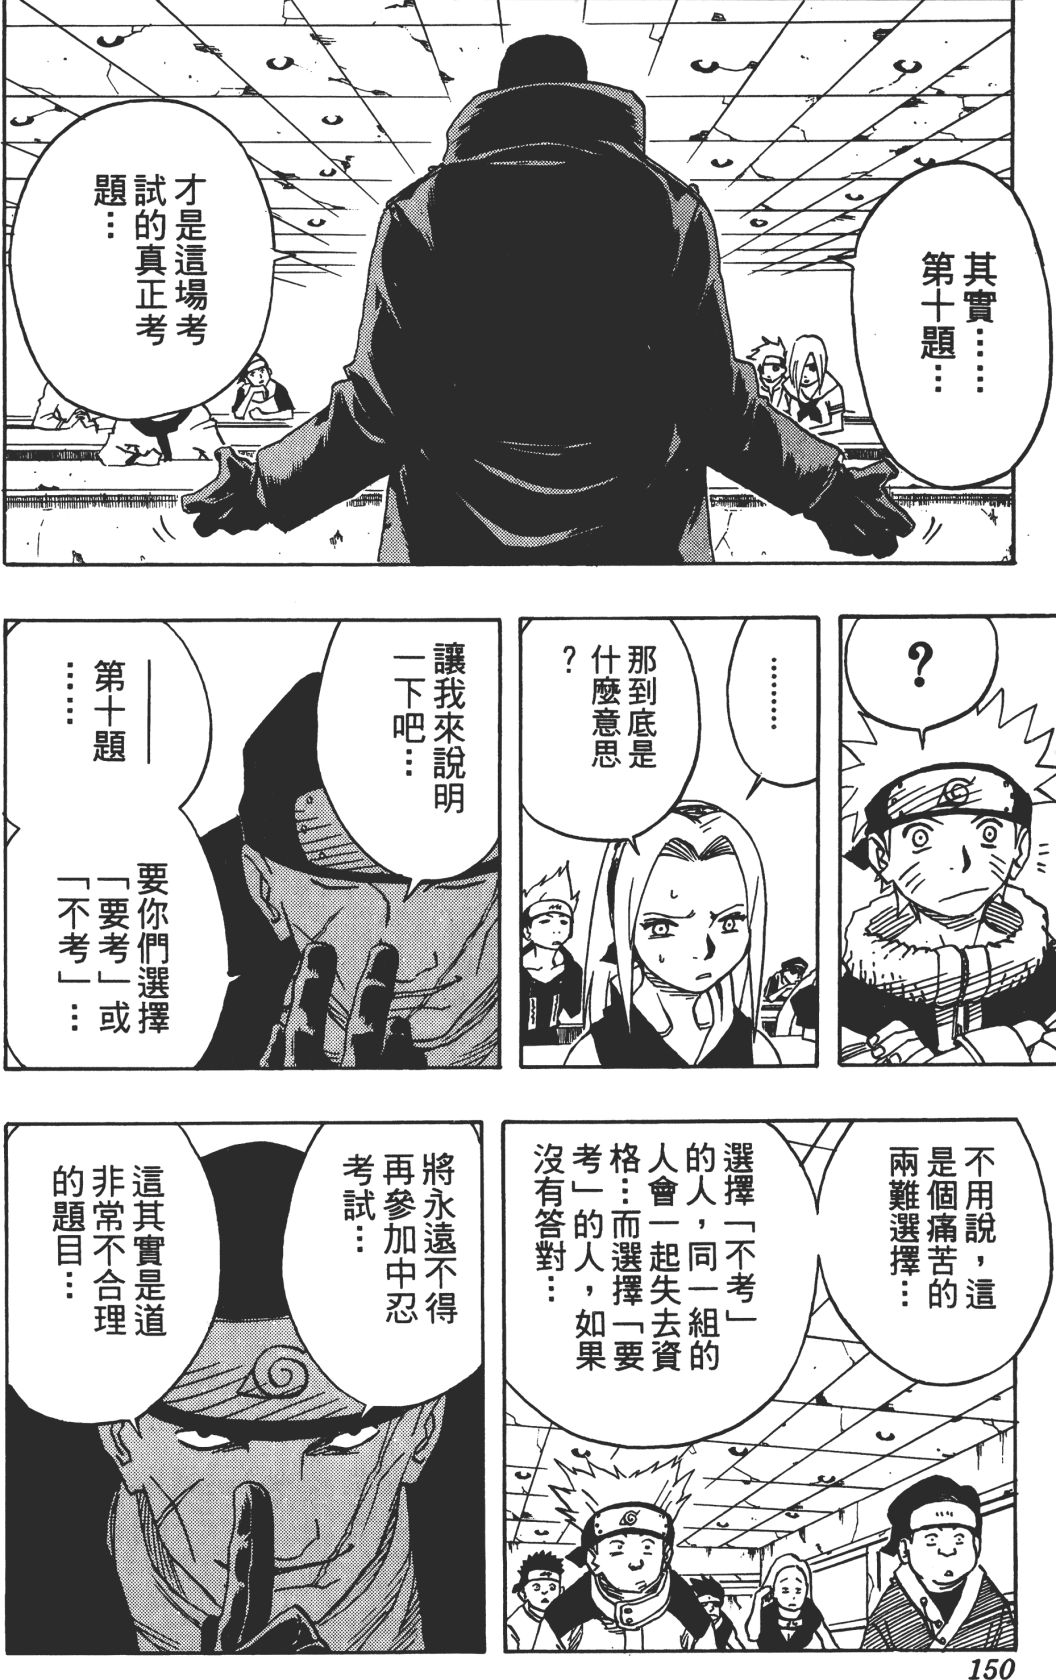 其實……
第十題…
才是這場考
試的真正考
題…
？
………
那到底是
什麼意思
？
讓我來說明
一下吧…
——
第十題
……
要你們選擇
「要考」或
「不考」…
不用說，這
是個痛苦的
兩難選擇…
選擇「不考」
的人，同一組的
人會一起失去資
格…而選擇「要
考」的人，如果
沒有答對…
將永遠不得
再參加中忍
考試…
這其實是道
非常不合理
的題目…
150